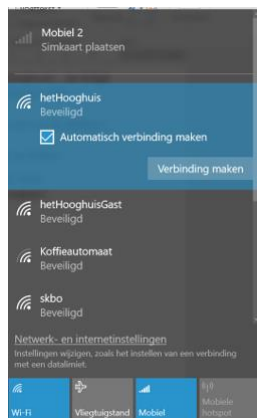 Mobiel 2
Simkaart plaatsen
hetHooghuis
Beveiligd
Automatisch verbinding maken
Verbinding maken
hetHooghuisGast
Beveiligd
Koffieautomaat
Beveiligd
skbo
Beveiligd
Netwerk- en internetinstellingen
Instellingen wijzigen, zoals het instellen van een verbinding
met een datalimiet.
Wi-Fi
Vliegtuigstand
Mobiel
Mobiele
hotspot